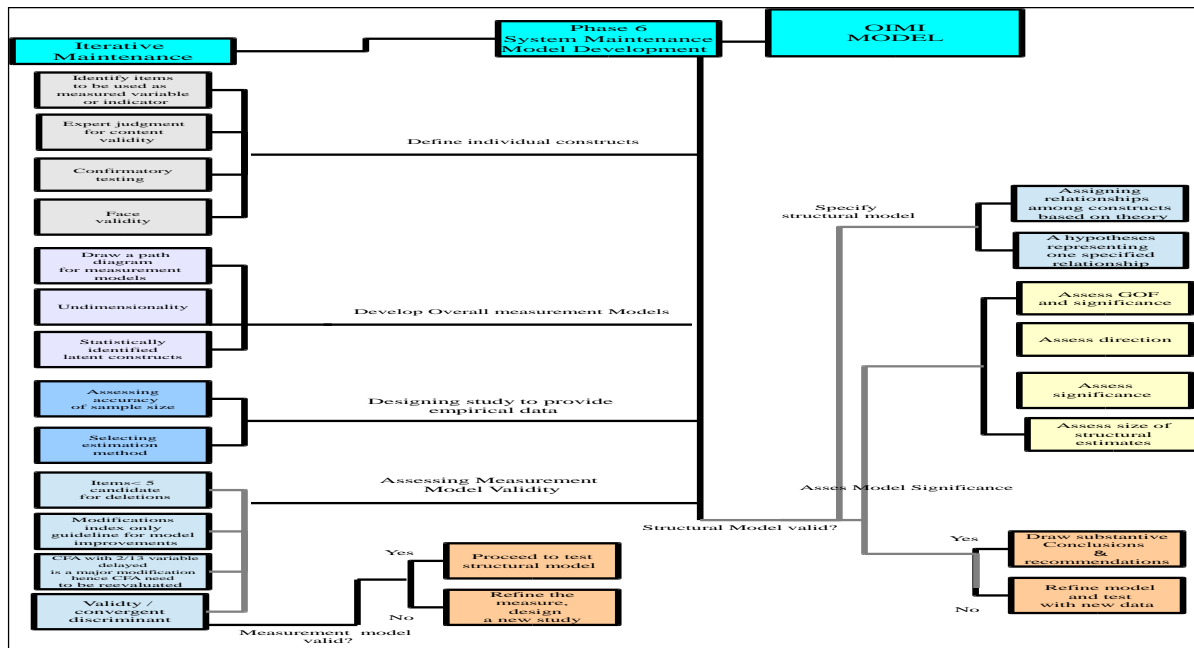 Phase 6
System Maintenance
Model Development
OIMI
MODEL
Iterative
Maintenance
Identify items
to be used as
measured variable
or indicator
Expert judgment
for content
validity
Confirmatory
testing
Face
validity
Define individual constructs
Draw a path
diagram
for measurement
models
Undimensionality
Statistically
identified
latent constructs
Develop Overall measurement Models
Assessing
accuracy
of sample size
Selecting
estimation
method
Designing study to provide
empirical data
Items< 5
candidate
for deletions
Modifications
index only
guideline for model
improvements
CFA with 2/13 variable
delayed
is a major modification
hence CFA need
to be reevaluated
Validty /
convergent
discriminant
Assessing Measurement
Model Validity
Measurement model
valid?
Yes
No
Proceed to test
structural model
Refine the
measure,
design
a new study
Structural Model valid?
Specify
structural model
Assigning
relationships
among constructs
based on theory
A hypotheses
representing
one specified
relationship
Asses Model Significance
Assess GOF
and significance
Assess direction
Assess
significance
Assess size of
structural
estimates
Yes
No
Draw substantive
Conclusions
&
recommendations
Refine model
and test
with new data